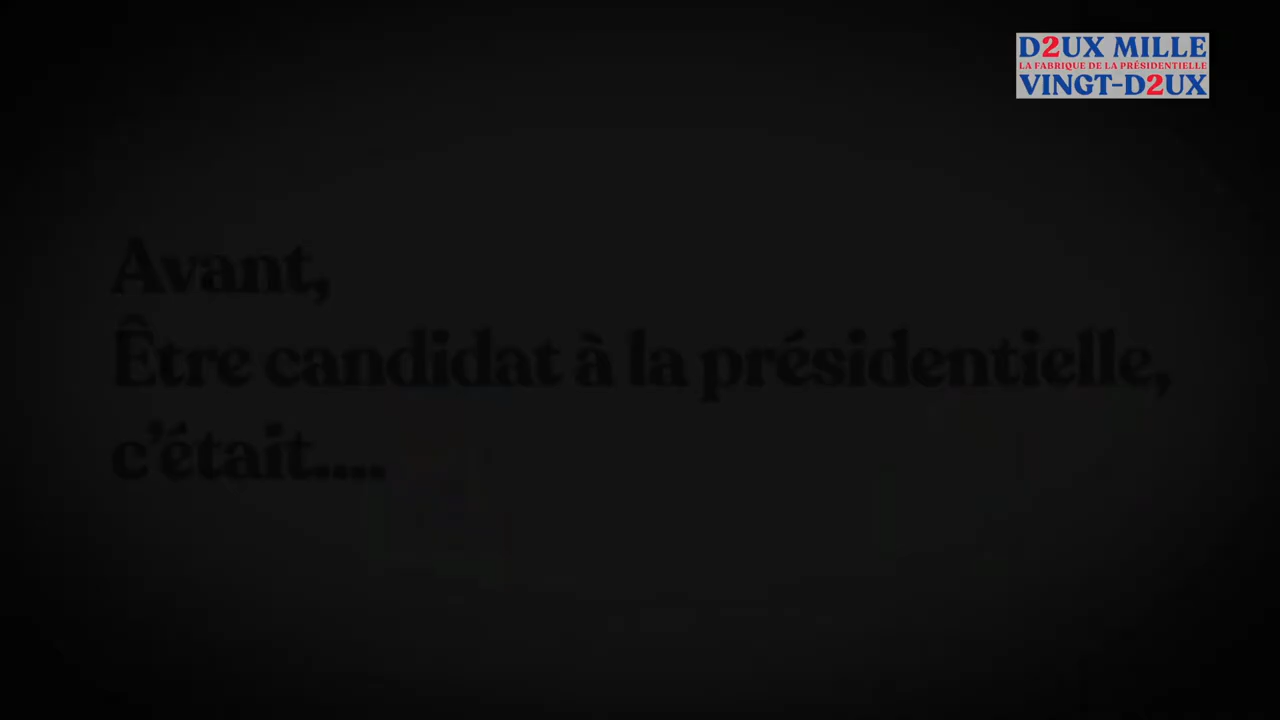 D2UX MILLE
LA FABRIQUE DE LA PRÉSIDENTIELLE
VINGT-D2UX
Avant,
Être candidat à la présidentielle,
c'était....